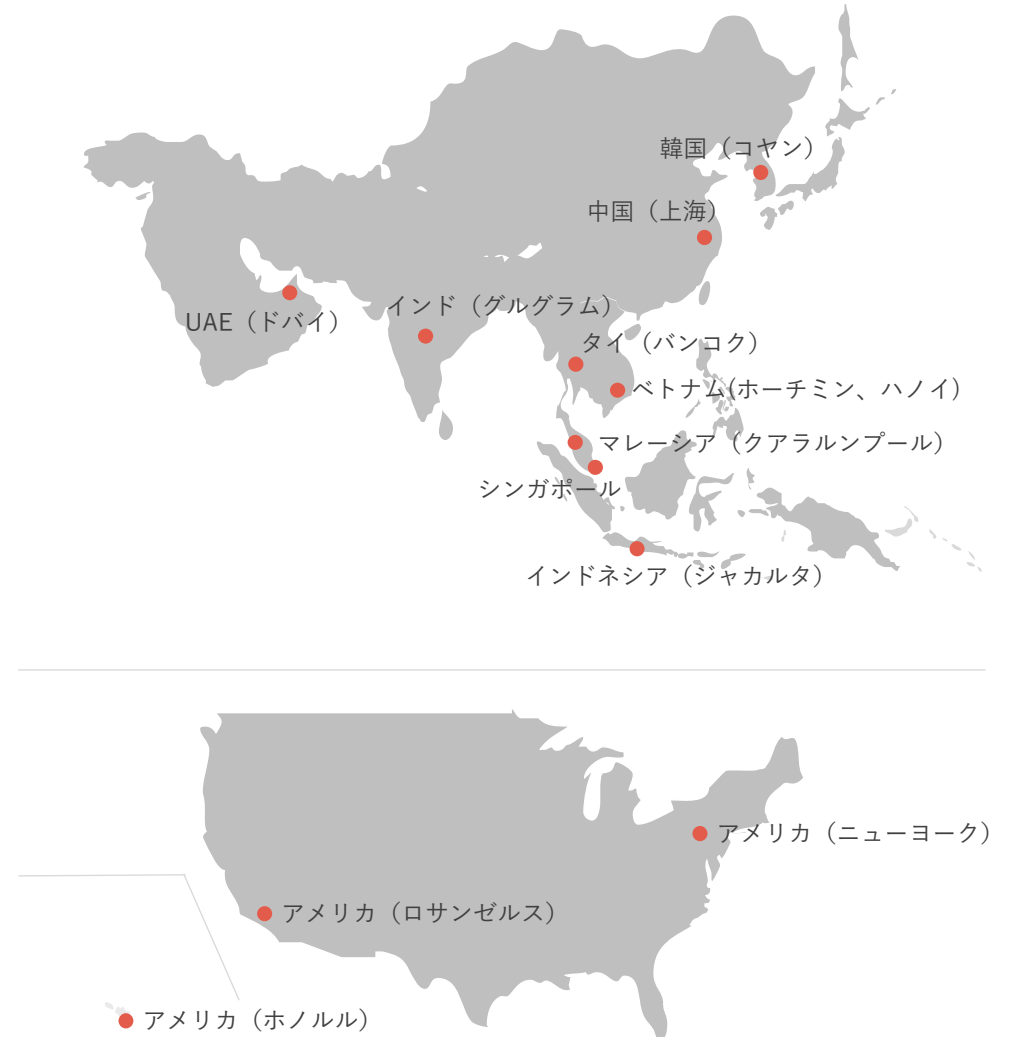 韓国（コヤン）
中国（上海）
インド（グルグラム）
UAE（ドバイ）
タイ（バンコク）
ベトナム(ホーチミン、ハノイ)
マレーシア（クアラルンプール）
シンガポール
インドネシア（ジャカルタ）
アメリカ（ニューヨーク）
アメリカ（ロサンゼルス）
アメリカ（ホノルル）